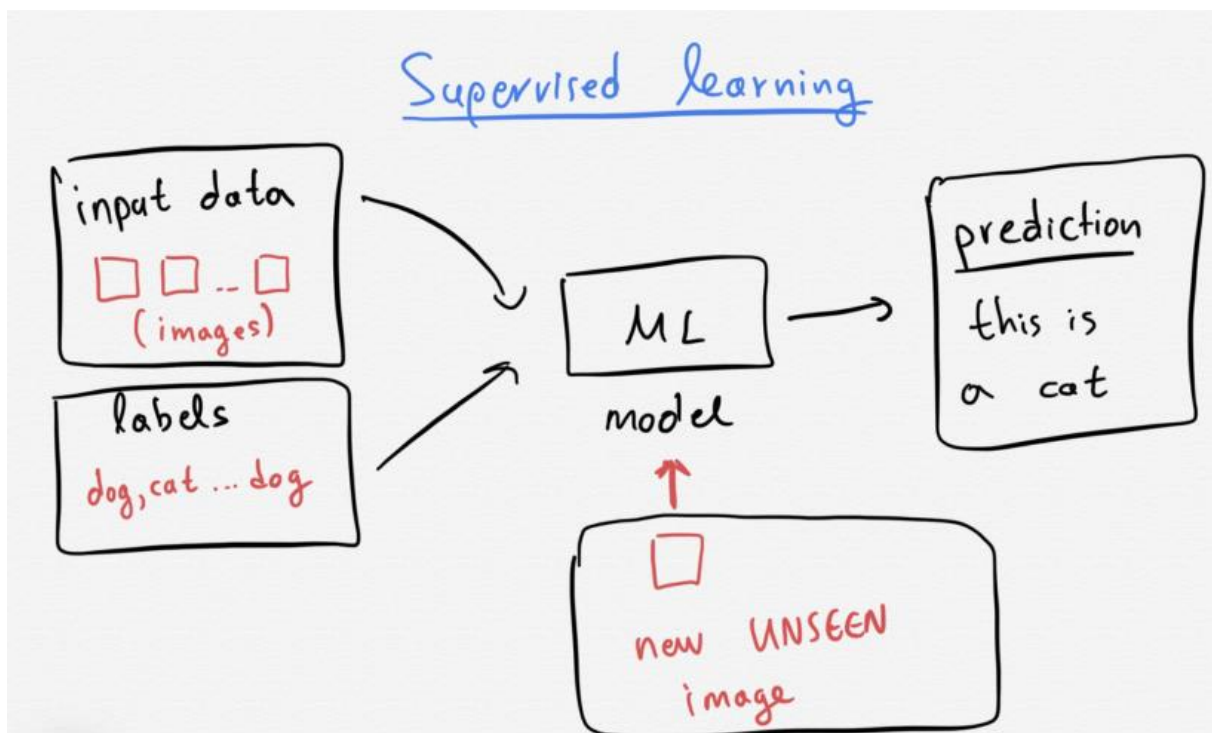 Supervised learning
input data
(images)
labels
dog, cat ... dog
ML
model
prediction
this is
a cat
new UNSEEN
image